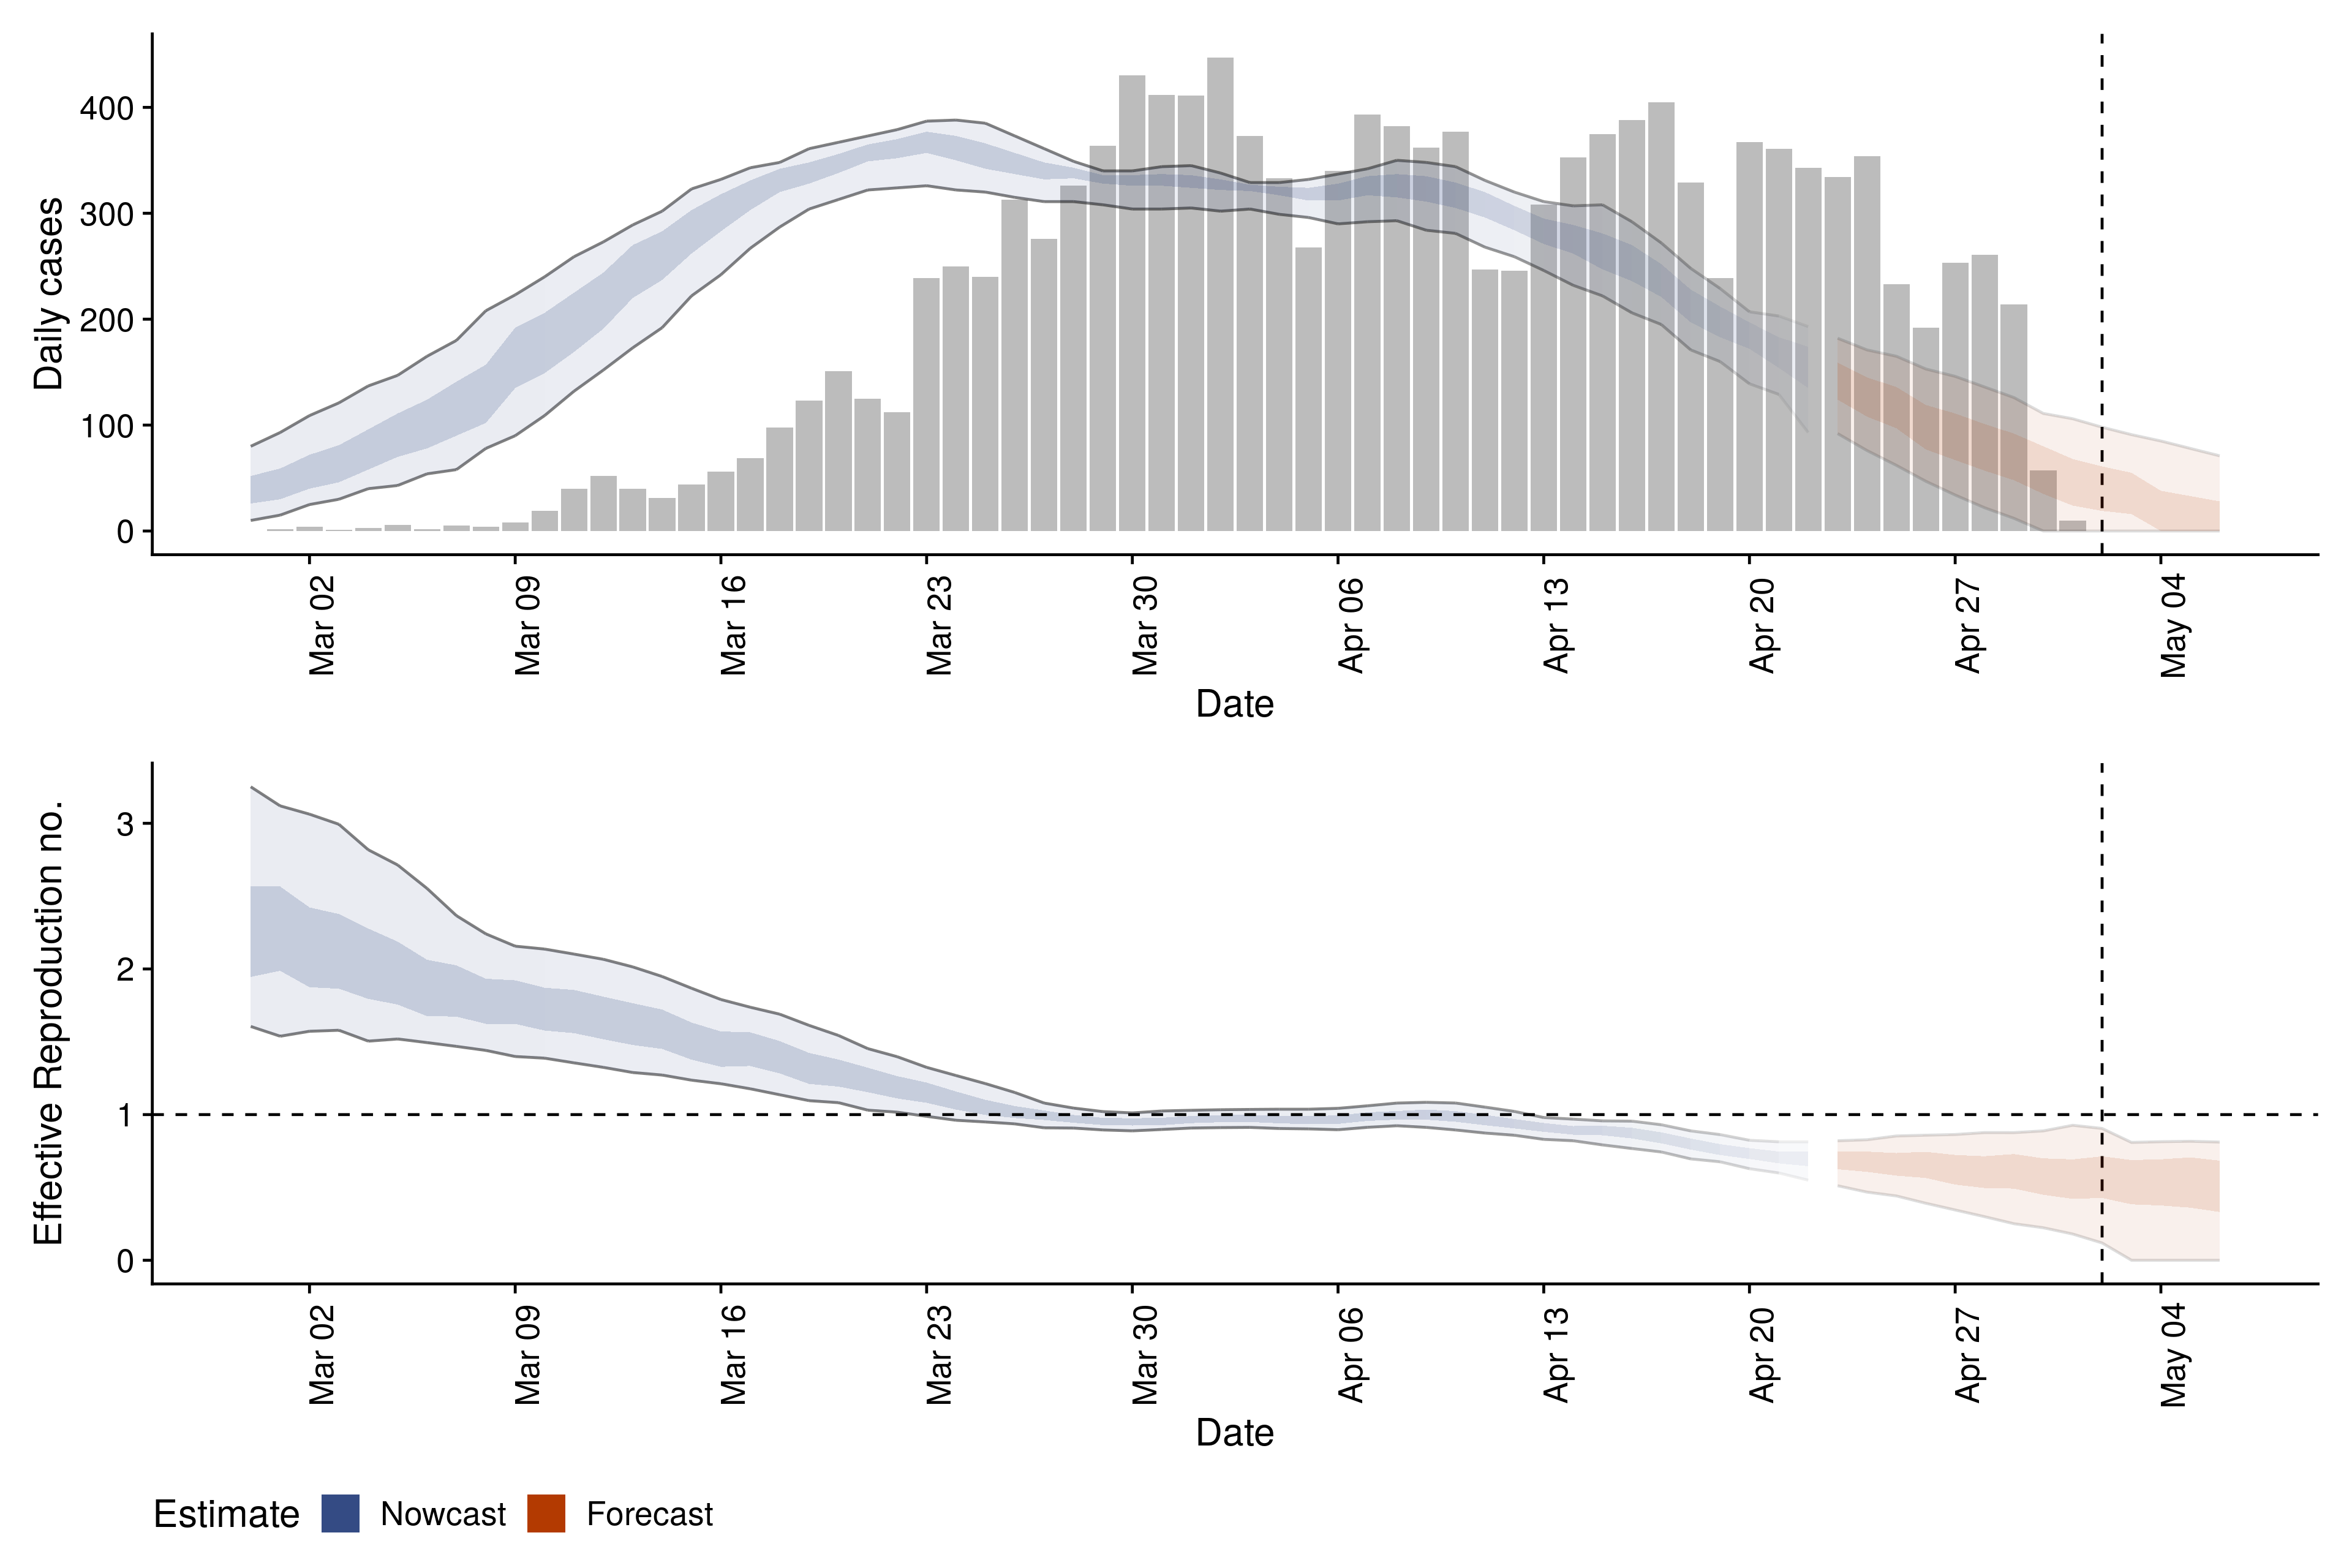 Daily cases
400
300
200
100
0
Mar 02
Mar 09
Mar 16
Mar 23
Mar 30
Apr 06
Apr 13
Apr 20
Apr 27
May 04
Date
Effective Reproduction no.
3
2
1
0
Mar 02
Mar 09
Mar 16
Mar 23
Mar 30
Apr 06
Apr 13
Apr 20
Apr 27
May 04
Date
Estimate Nowcast Forecast